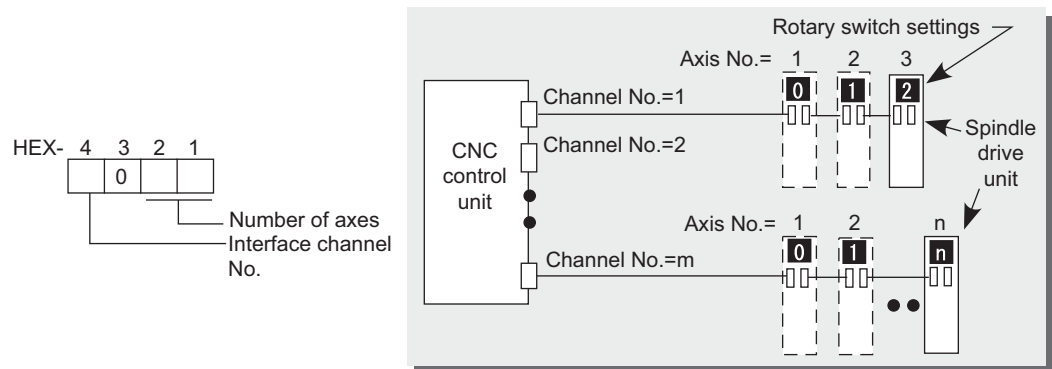 HEX- 4 3 2 1
0
Number of axes
Interface channel
No.
Rotary switch settings
Axis No.= 1 2 3
0 1 2
CNC
control
unit
Channel No.=1
Channel No.=2
Spindle
drive
unit
Axis No.= 1 2 n
0 1 n
Channel No.=m